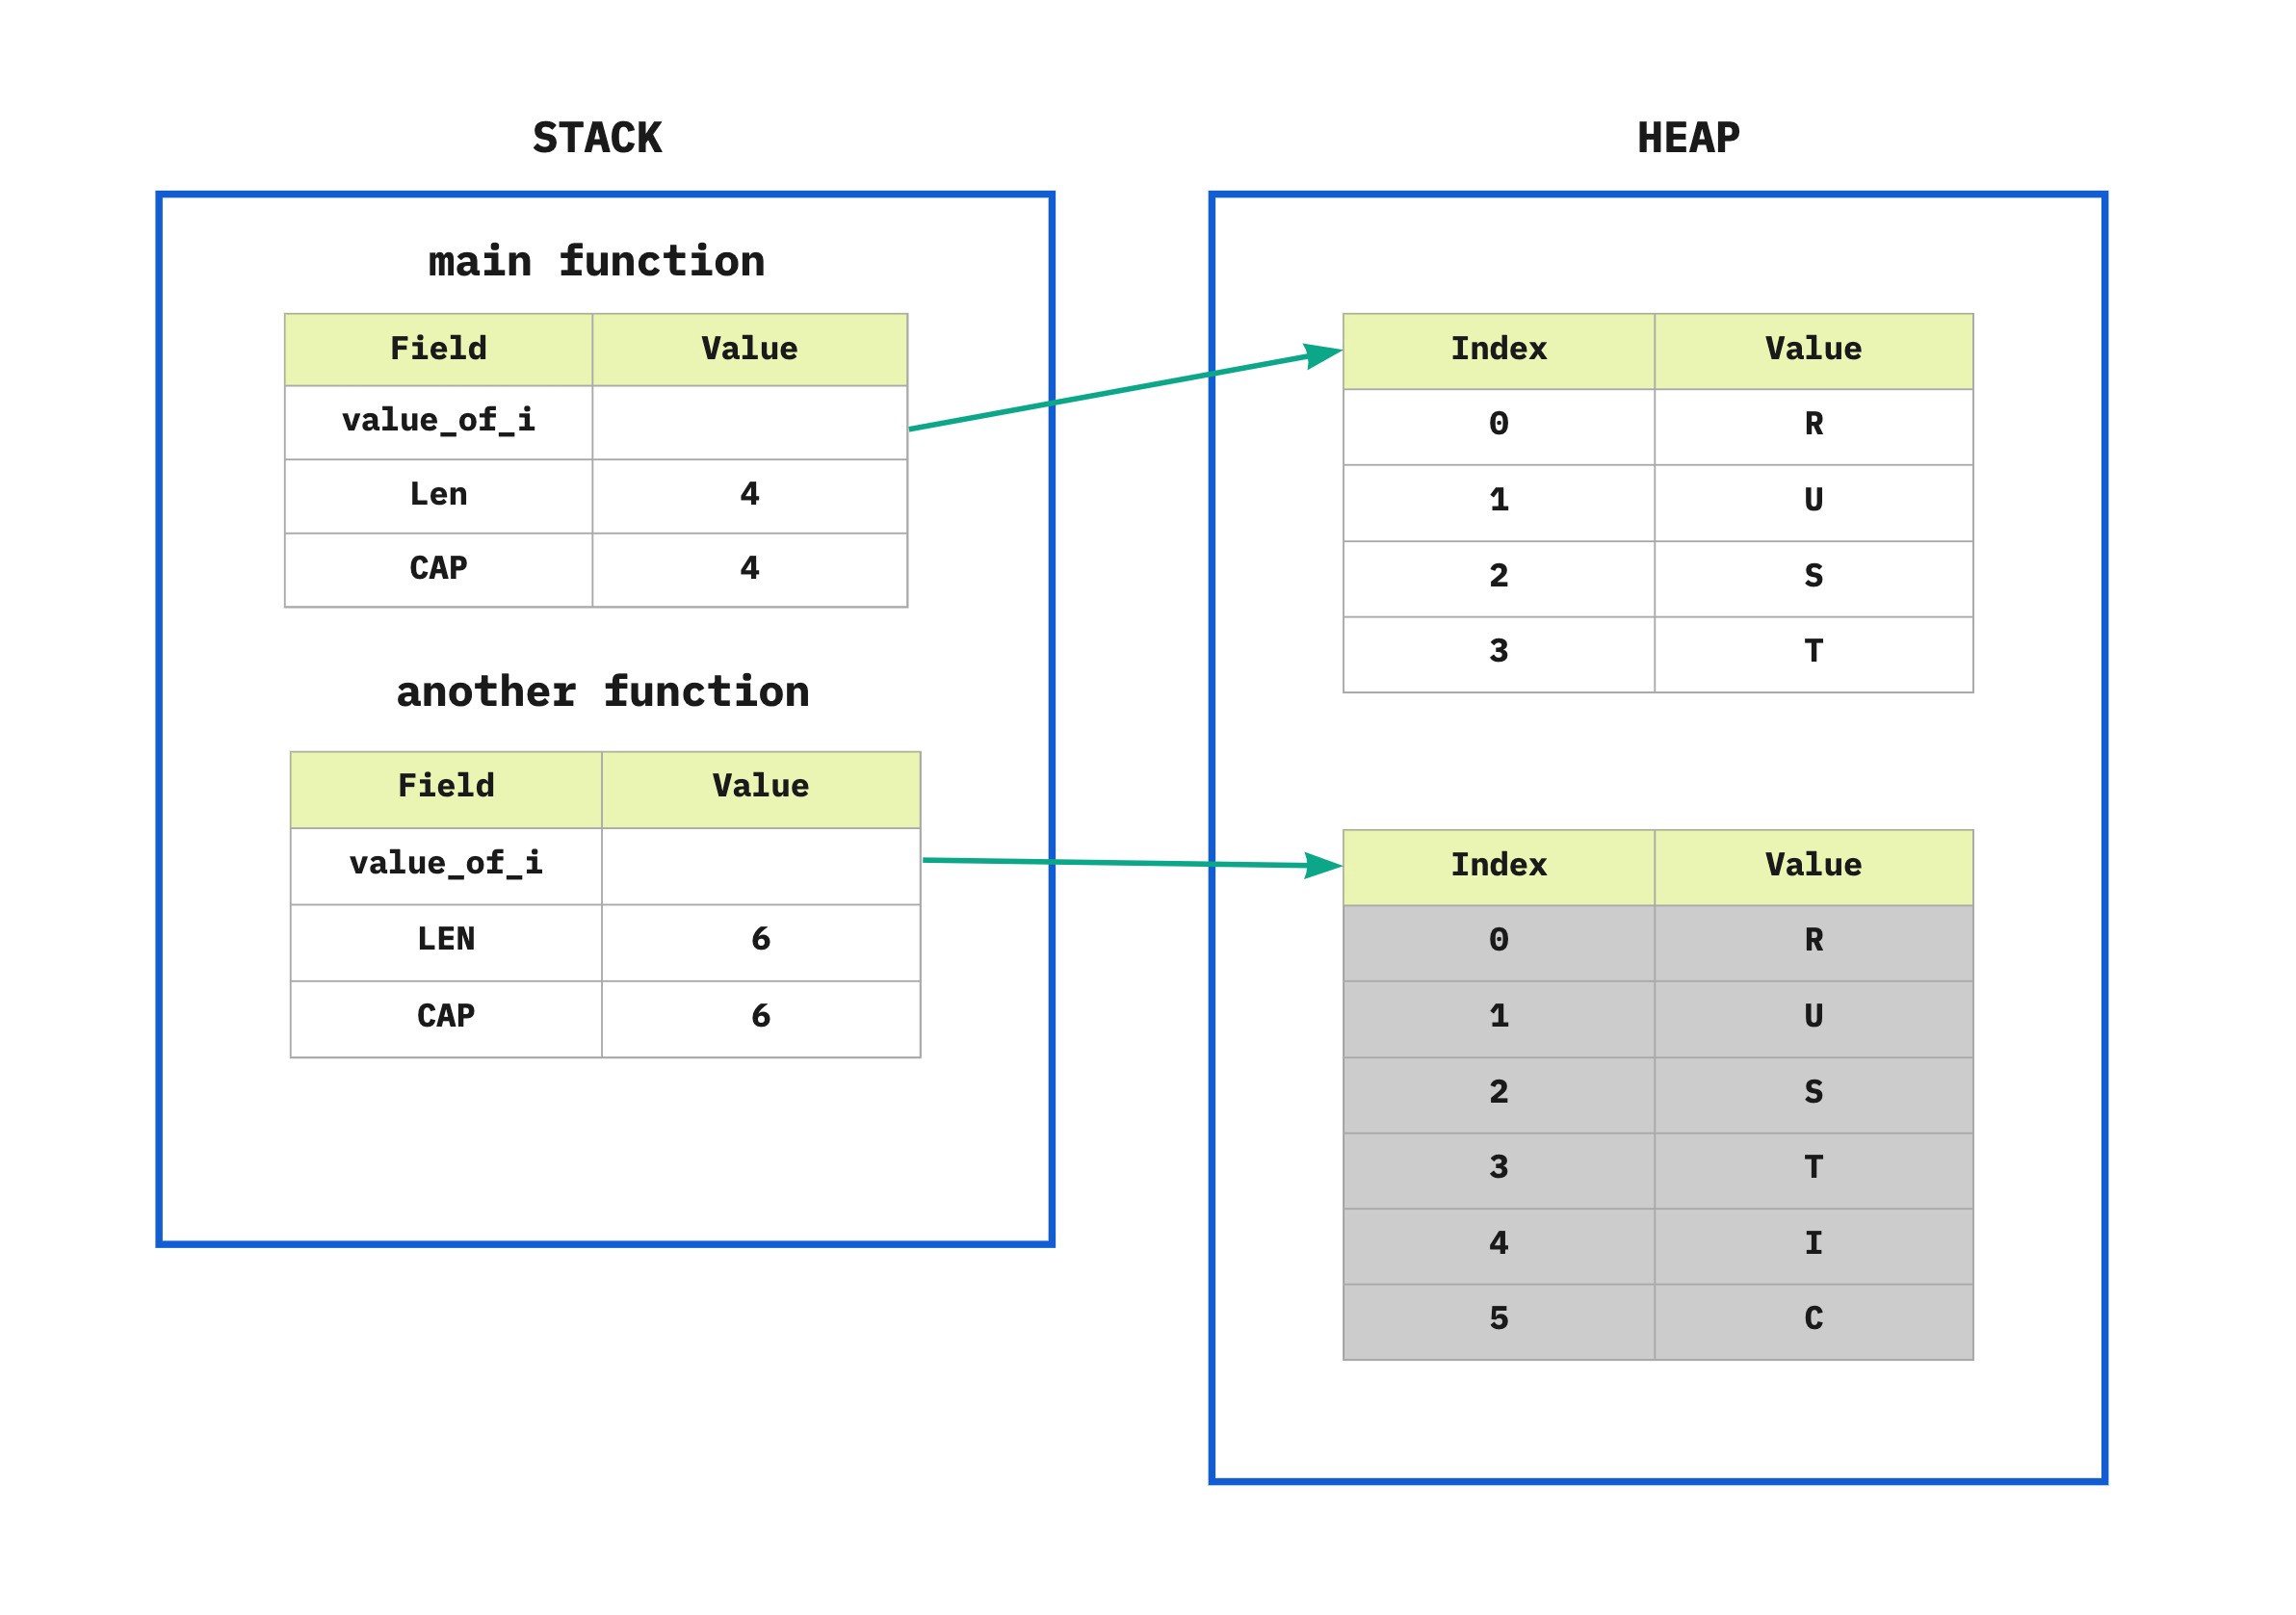 STACK
main function
Field Value
value_of_i
Len 4
CAP 4
another function
Field Value
value_of_i
LEN 6
CAP 6
HEAP
Index Value
0 R
1 U
2 S
3 T
Index Value
0 R
1 U
2 S
3 T
4 I
5 C